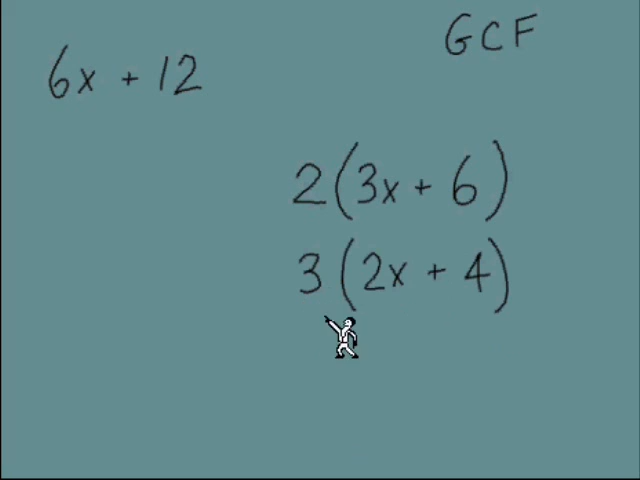 GCF
6x + 12
2(3x + 6)
3(2x + 4)